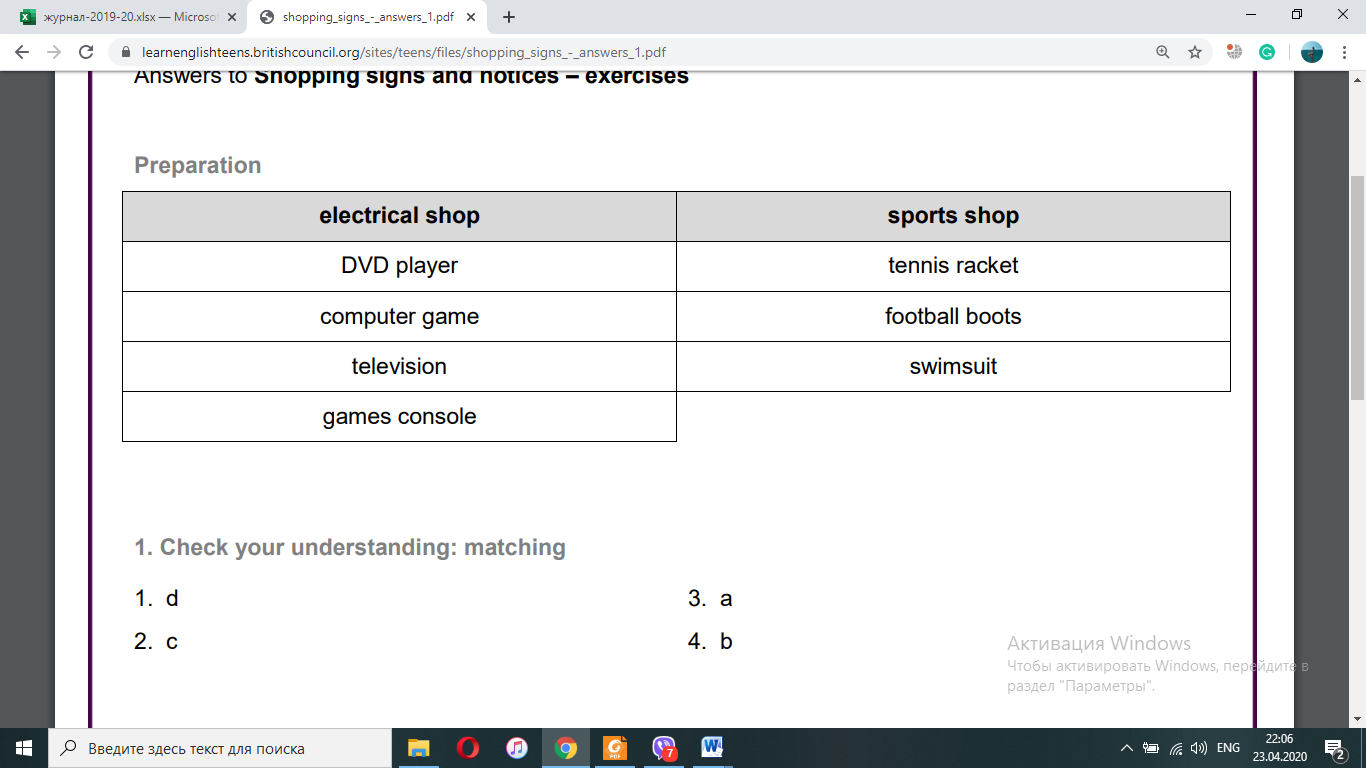 журнал-2019-20.xlsx — Microso
shopping_signs_-_answers_1.pdf
learnenglishteens.britishcouncil.org/sites/teens/files/shopping_signs_-_answers_1.pdf
Answers to Shopping signs and notices – exercises
Preparation
electrical shop sports shop
DVD player tennis racket
computer game football boots
television swimsuit
games console
1. Check your understanding: matching
1. d 3. a
2. c 4. b
Активация Windows
Чтобы активировать Windows, перейдите в
раздел "Параметры".
Введите здесь текст для поиска
7
ENG
22:06
23.04.2020
2